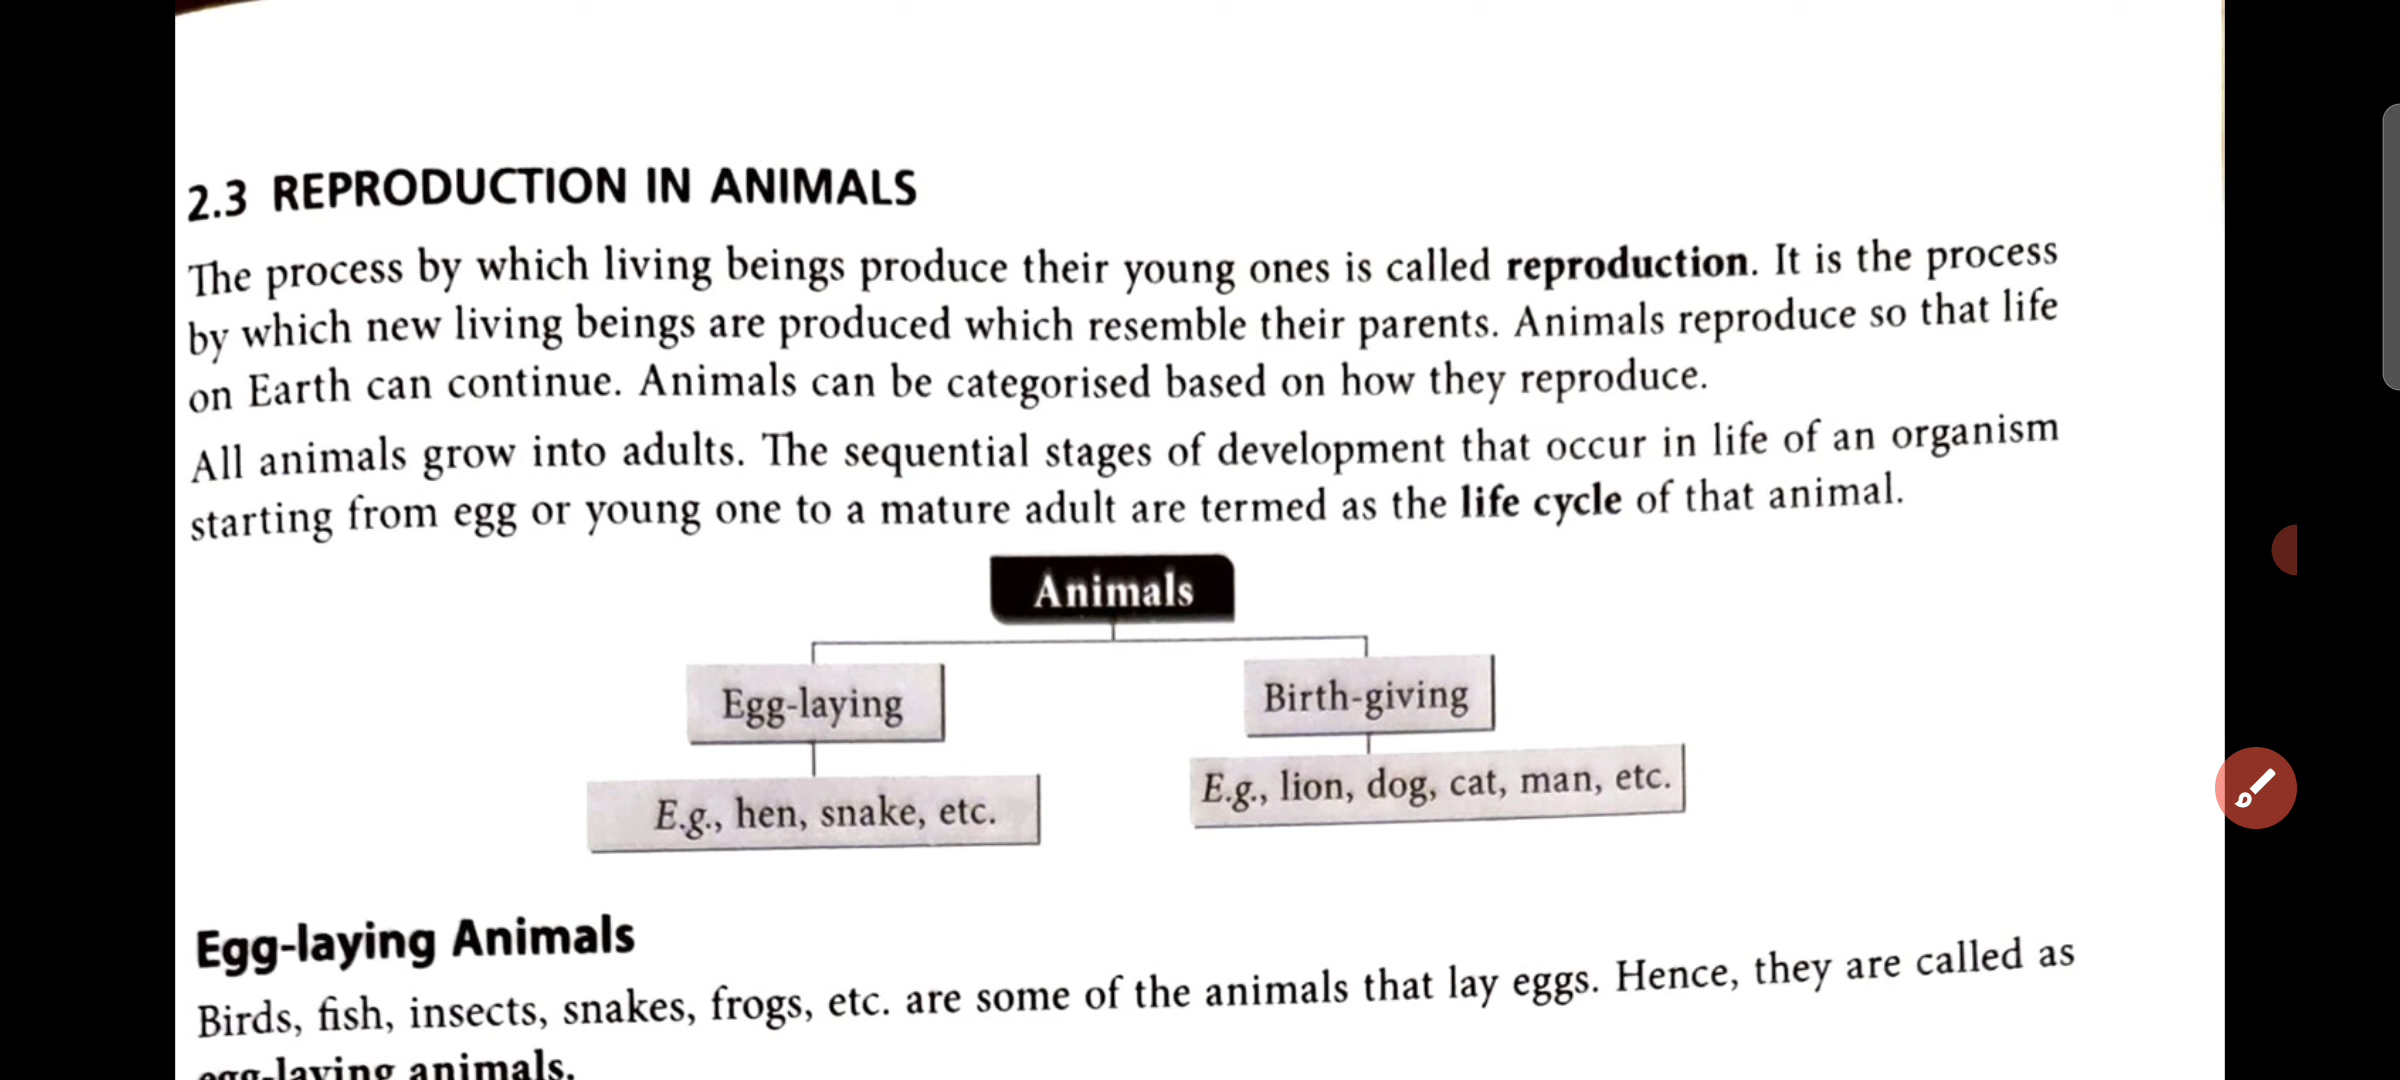 2.3 REPRODUCTION IN ANIMALS
The process by which living beings produce their young ones is called reproduction. It is the process
by which new living beings are produced which resemble their parents. Animals reproduce so that life
on Earth can continue. Animals can be categorised based on how they reproduce.
All animals grow into adults. The sequential stages of development that occur in life of an organism
starting from egg or young one to a mature adult are termed as the life cycle of that animal.
Animals
Egg-laying
Birth-giving
E.g., hen, snake, etc.
E.g., lion, dog, cat, man, etc.
Egg-laying Animals
Birds, fish, insects, snakes, frogs, etc. are some of the animals that lay eggs. Hence, they are called as
egg-laying animals.